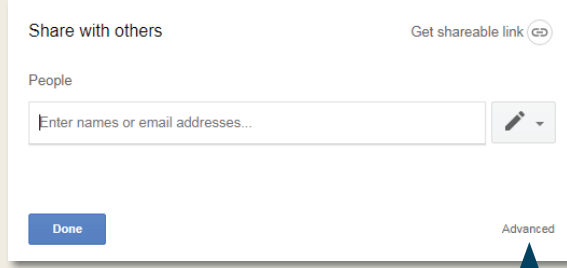 Share with others
Get shareable link
People
Enter names or email addresses...
Done
Advanced